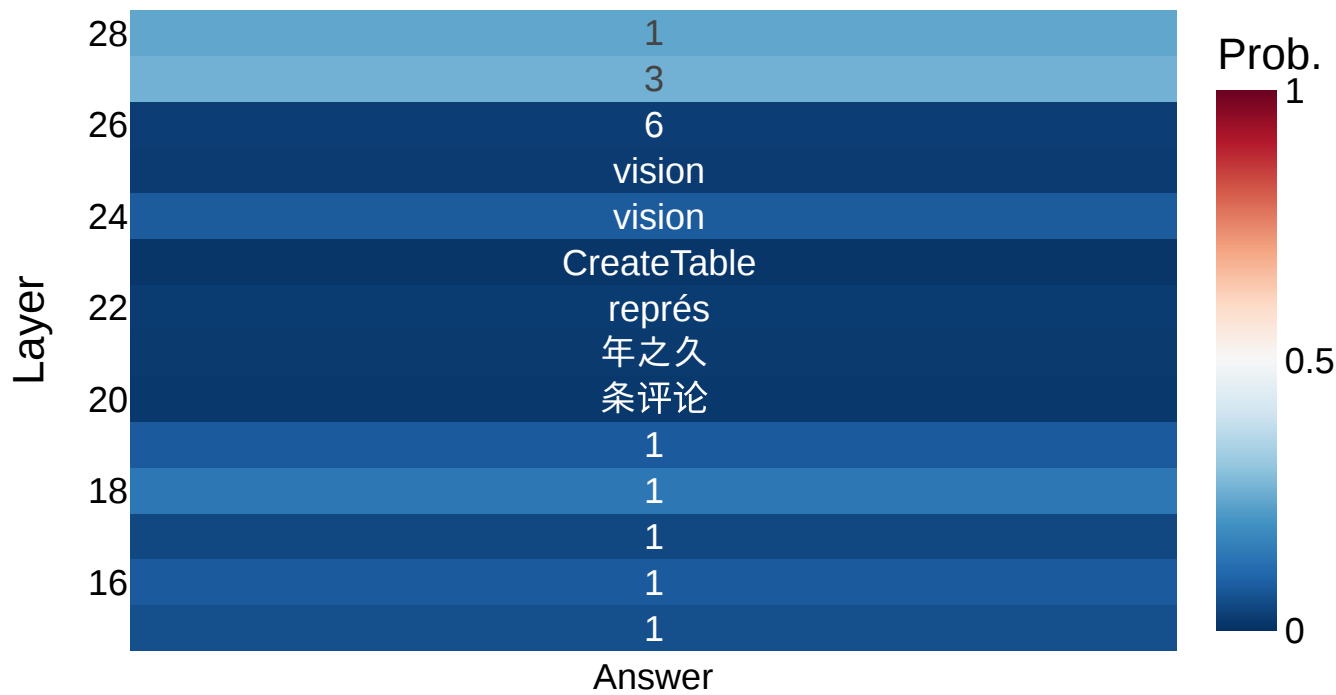 28 1
3
26 6
vision
24 vision
CreateTable
22 représ
年之久
20 条评论
1
18 1
1
16 1
1
Layer
Answer
Prob.
1
0.5
0